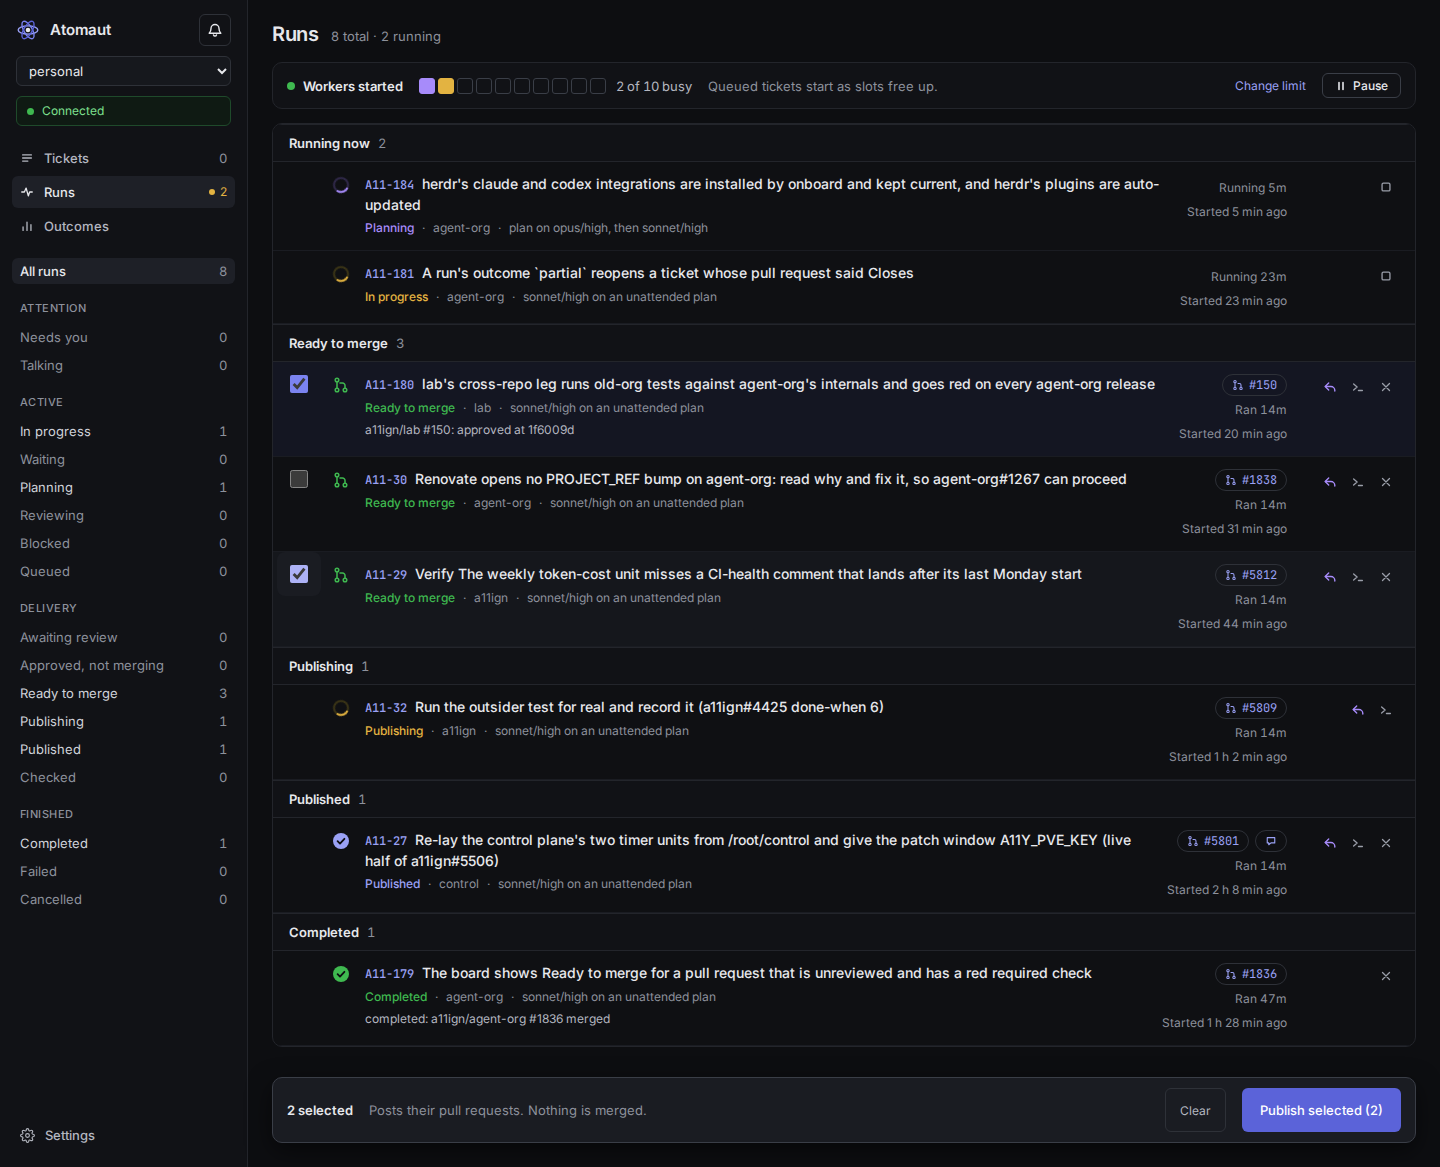 Atomaut
personal
Connected
Tickets 0
Runs 2
Outcomes
All runs 8
ATTENTION
Needs you 0
Talking 0
ACTIVE
In progress 1
Waiting 0
Planning 1
Reviewing 0
Blocked 0
Queued 0
DELIVERY
Awaiting review 0
Approved, not merging 0
Ready to merge 3
Publishing 1
Published 1
Checked 0
FINISHED
Completed 1
Failed 0
Cancelled 0
Settings
Runs 8 total · 2 running
Workers started 2 of 10 busy Queued tickets start as slots free up. Change limit Pause
Running now 2
A11-184 herdr's claude and codex integrations are installed by onboard and kept current, and herdr's plugins are auto-
updated
Planning · agent-org · plan on opus/high, then sonnet/high
Running 5m
Started 5 min ago
A11-181 A run's outcome `partial` reopens a ticket whose pull request said Closes
In progress · agent-org · sonnet/high on an unattended plan
Running 23m
Started 23 min ago
Ready to merge 3
A11-180 lab's cross-repo leg runs old-org tests against agent-org's internals and goes red on every agent-org release
Ready to merge · lab · sonnet/high on an unattended plan
a11ign/lab #150: approved at 1f6009d
#150
Ran 14m
Started 20 min ago
A11-30 Renovate opens no PROJECT_REF bump on agent-org: read why and fix it, so agent-org#1267 can proceed
Ready to merge · agent-org · sonnet/high on an unattended plan
#1838
Ran 14m
Started 31 min ago
A11-29 Verify The weekly token-cost unit misses a CI-health comment that lands after its last Monday start
Ready to merge · a11ign · sonnet/high on an unattended plan
#5812
Ran 14m
Started 44 min ago
Publishing 1
A11-32 Run the outsider test for real and record it (a11ign#4425 done-when 6)
Publishing · a11ign · sonnet/high on an unattended plan
#5809
Ran 14m
Started 1 h 2 min ago
Published 1
A11-27 Re-lay the control plane's two timer units from /root/control and give the patch window A11Y_PVE_KEY (live
half of a11ign#5506)
Published · control · sonnet/high on an unattended plan
#5801
Ran 14m
Started 2 h 8 min ago
Completed 1
A11-179 The board shows Ready to merge for a pull request that is unreviewed and has a red required check
Completed · agent-org · sonnet/high on an unattended plan
completed: a11ign/agent-org #1836 merged
#1836
Ran 47m
Started 1 h 28 min ago
2 selected Posts their pull requests. Nothing is merged. Clear Publish selected (2)